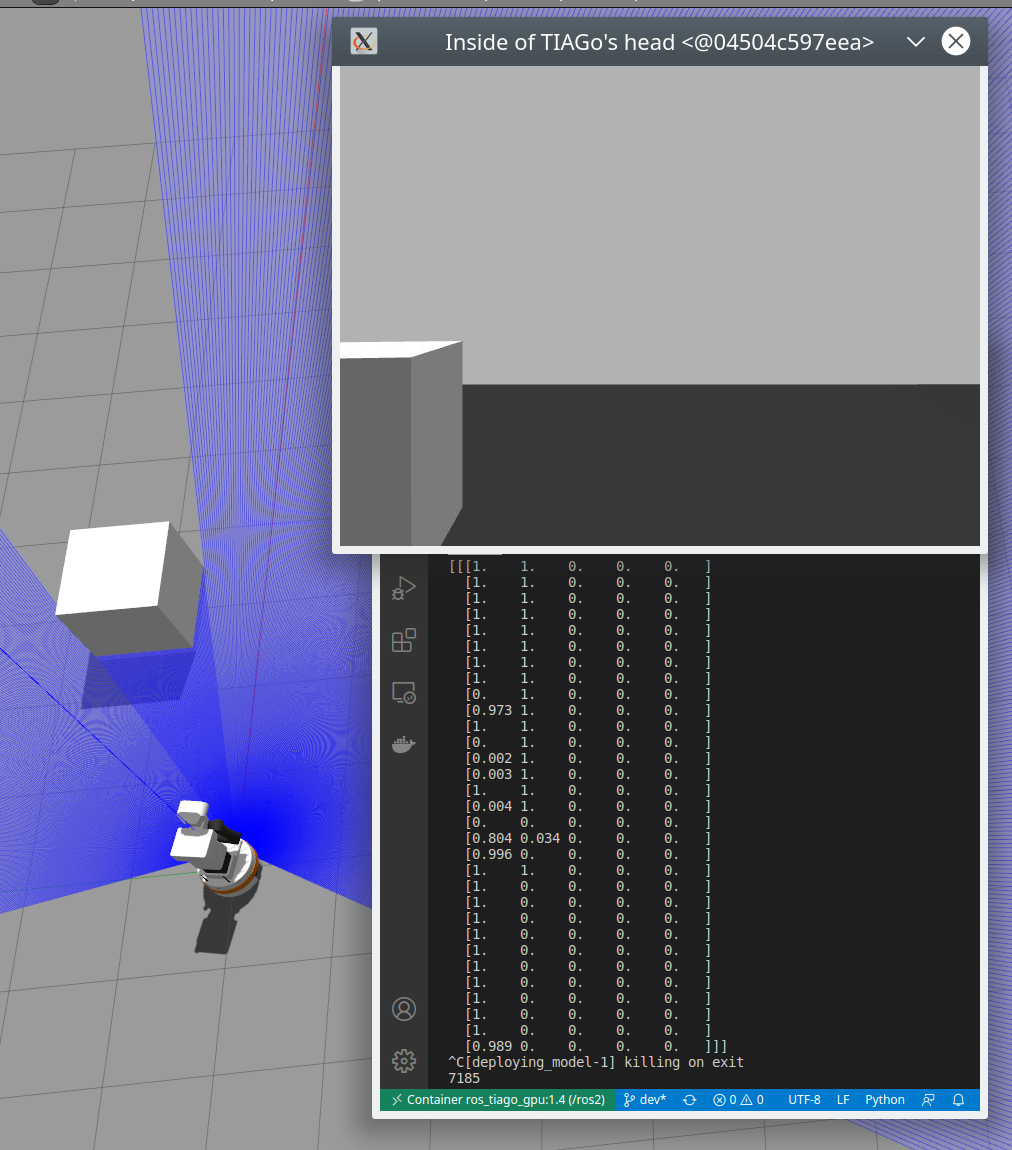 Inside of TIAGo's head <@04504c597eea>
[[[1. 1. 0. 0. 0. ]
[1. 1. 0. 0. 0. ]
[1. 1. 0. 0. 0. ]
[1. 1. 0. 0. 0. ]
[1. 1. 0. 0. 0. ]
[1. 1. 0. 0. 0. ]
[1. 1. 0. 0. 0. ]
[1. 1. 0. 0. 0. ]
[0. 1. 0. 0. 0. ]
[0.973 1. 0. 0. 0. ]
[1. 1. 0. 0. 0. ]
[0. 1. 0. 0. 0. ]
[0.002 1. 0. 0. 0. ]
[0.003 1. 0. 0. 0. ]
[1. 1. 0. 0. 0. ]
[0.004 1. 0. 0. 0. ]
[0. 0. 0. 0. 0. ]
[0.804 0.034 0. 0. 0. ]
[0.996 0. 0. 0. 0. ]
[1. 1. 0. 0. 0. ]
[1. 0. 0. 0. 0. ]
[1. 0. 0. 0. 0. ]
[1. 0. 0. 0. 0. ]
[1. 0. 0. 0. 0. ]
[1. 0. 0. 0. 0. ]
[1. 0. 0. 0. 0. ]
[1. 0. 0. 0. 0. ]
[1. 0. 0. 0. 0. ]
[1. 0. 0. 0. 0. ]
[1. 0. 0. 0. 0. ]
[0.989 0. 0. 0. 0. ]]]
^C[deploying_model-1] killing on exit
7185
Container ros_tiago_gpu:1.4 (/ros2) dev* 0 0 UTF-8 LF Python